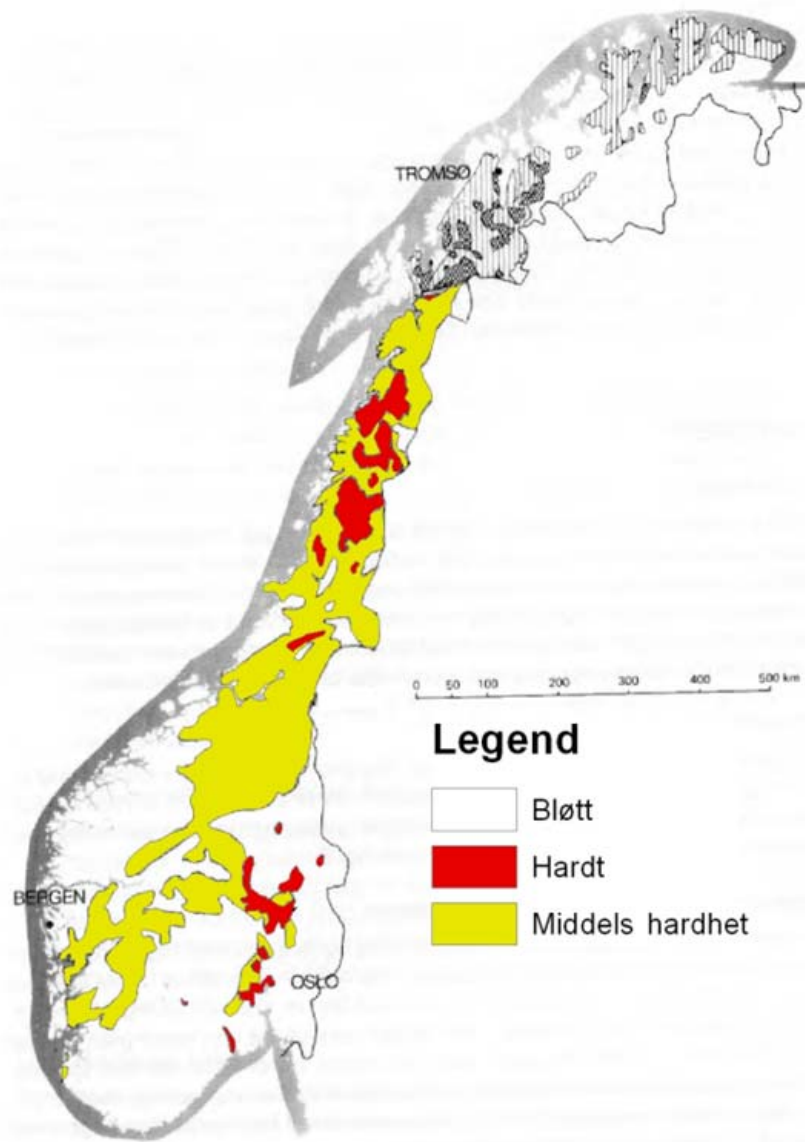 TROMSØ
0 50 100 200 300 400 500 km
Legend
Bløtt
Hardt
Middels hardhet
BERGEN
OSLO